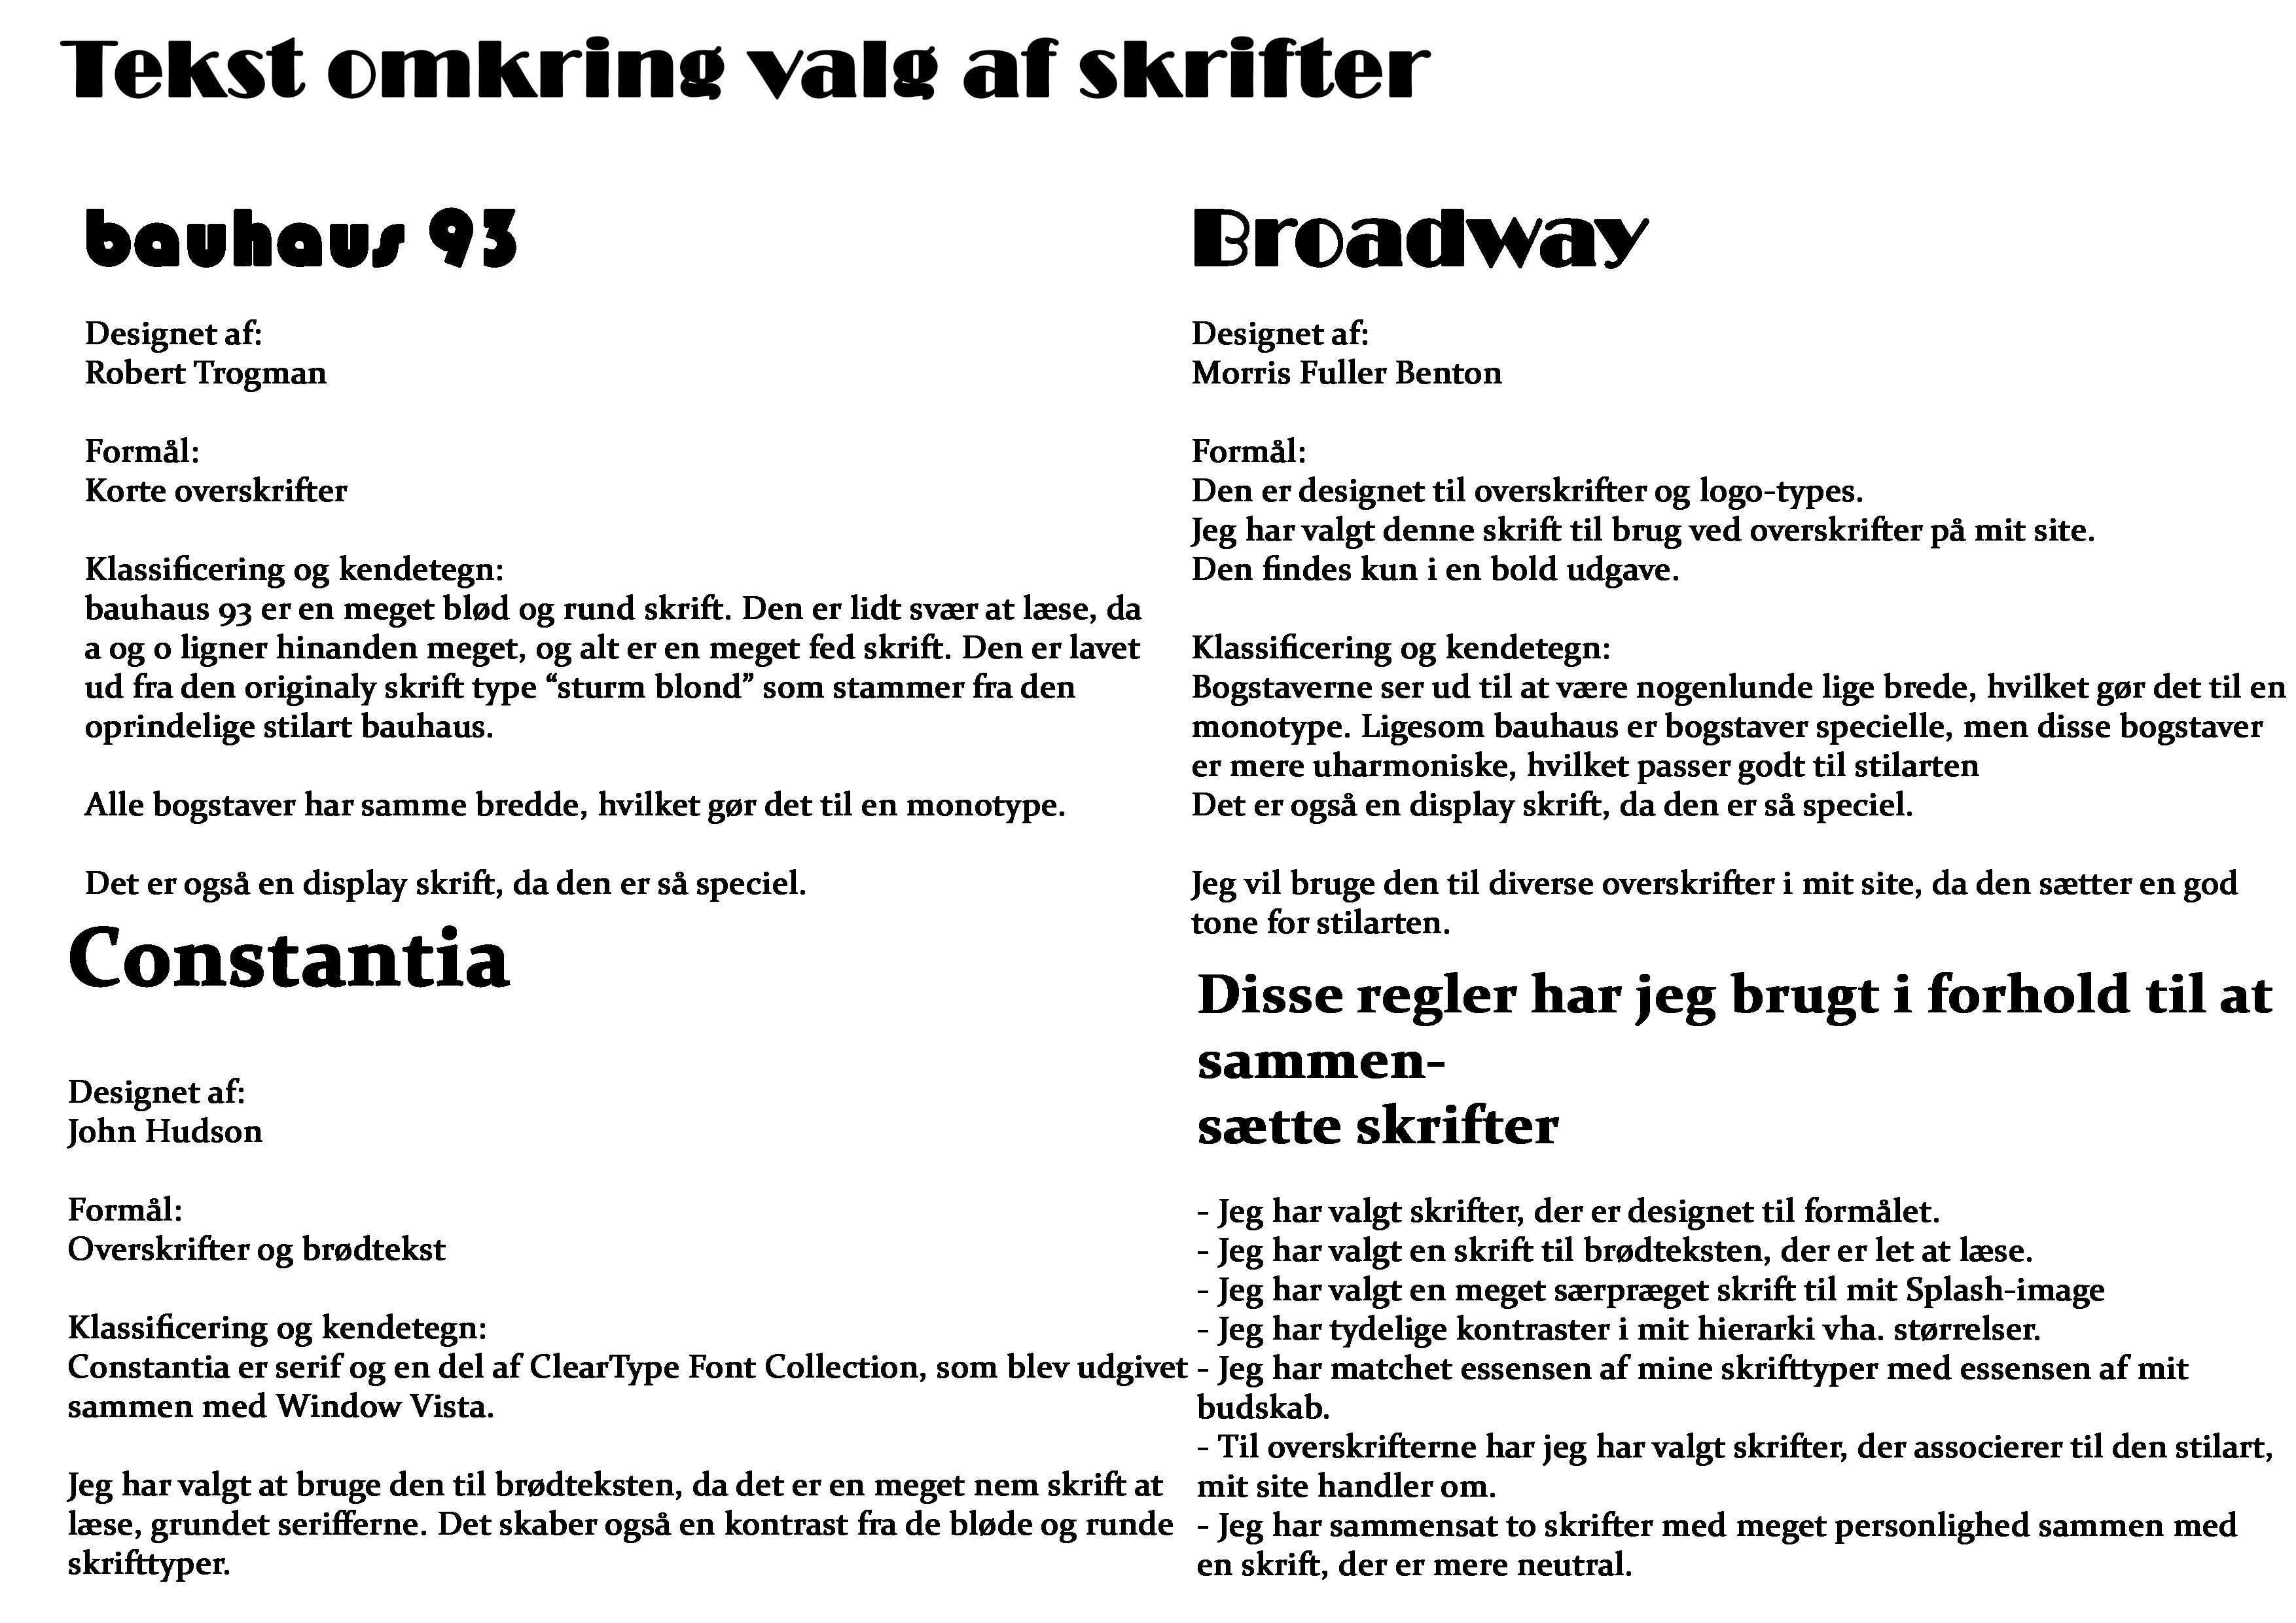 Tekst omkring valg af skrifter
bauhaus 93
Designet af:
Robert Trogman
Formål:
Korte overskrifter
Klassificering og kendetegn:
bauhaus 93 er en meget blød og rund skrift. Den er lidt svær at læse, da
a og o ligner hinanden meget, og alt er en meget fed skrift. Den er lavet
ud fra den originaly skrift type “sturm blond” som stammer fra den
oprindelige stilart bauhaus.
Alle bogstaver har samme bredde, hvilket gør det til en monotype.
Det er også en display skrift, da den er så speciel.
Broadway
Designet af:
Morris Fuller Benton
Formål:
Den er designet til overskrifter og logo-types.
Jeg har valgt denne skrift til brug ved overskrifter på mit site.
Den findes kun i en bold udgave.
Klassificering og kendetegn:
Bogstaverne ser ud til at være nogenlunde lige brede, hvilket gør det til en
monotype. Ligesom bauhaus er bogstaver specielle, men disse bogstaver
er mere uharmoniske, hvilket passer godt til stilarten
Det er også en display skrift, da den er så speciel.
Jeg vil bruge den til diverse overskrifter i mit site, da den sætter en god
tone for stilarten.
Constantia
Designet af:
John Hudson
Formål:
Overskrifter og brødtekst
Klassificering og kendetegn:
Constantia er serif og en del af ClearType Font Collection, som blev udgivet
sammen med Window Vista.
Jeg har valgt at bruge den til brødteksten, da det er en meget nem skrift at
læse, grundet serifferne. Det skaber også en kontrast fra de bløde og runde
skrifttyper.
Disse regler har jeg brugt i forhold til at
sammen-
sætte skrifter
- Jeg har valgt skrifter, der er designet til formålet.
- Jeg har valgt en skrift til brødteksten, der er let at læse.
- Jeg har valgt en meget særpræget skrift til mit Splash-image
- Jeg har tydelige kontraster i mit hierarki vha. størrelser.
- Jeg har matchet essensen af mine skrifttyper med essensen af mit
budskab.
- Til overskrifterne har jeg har valgt skrifter, der associerer til den stilart,
mit site handler om.
- Jeg har sammensat to skrifter med meget personlighed sammen med
en skrift, der er mere neutral.